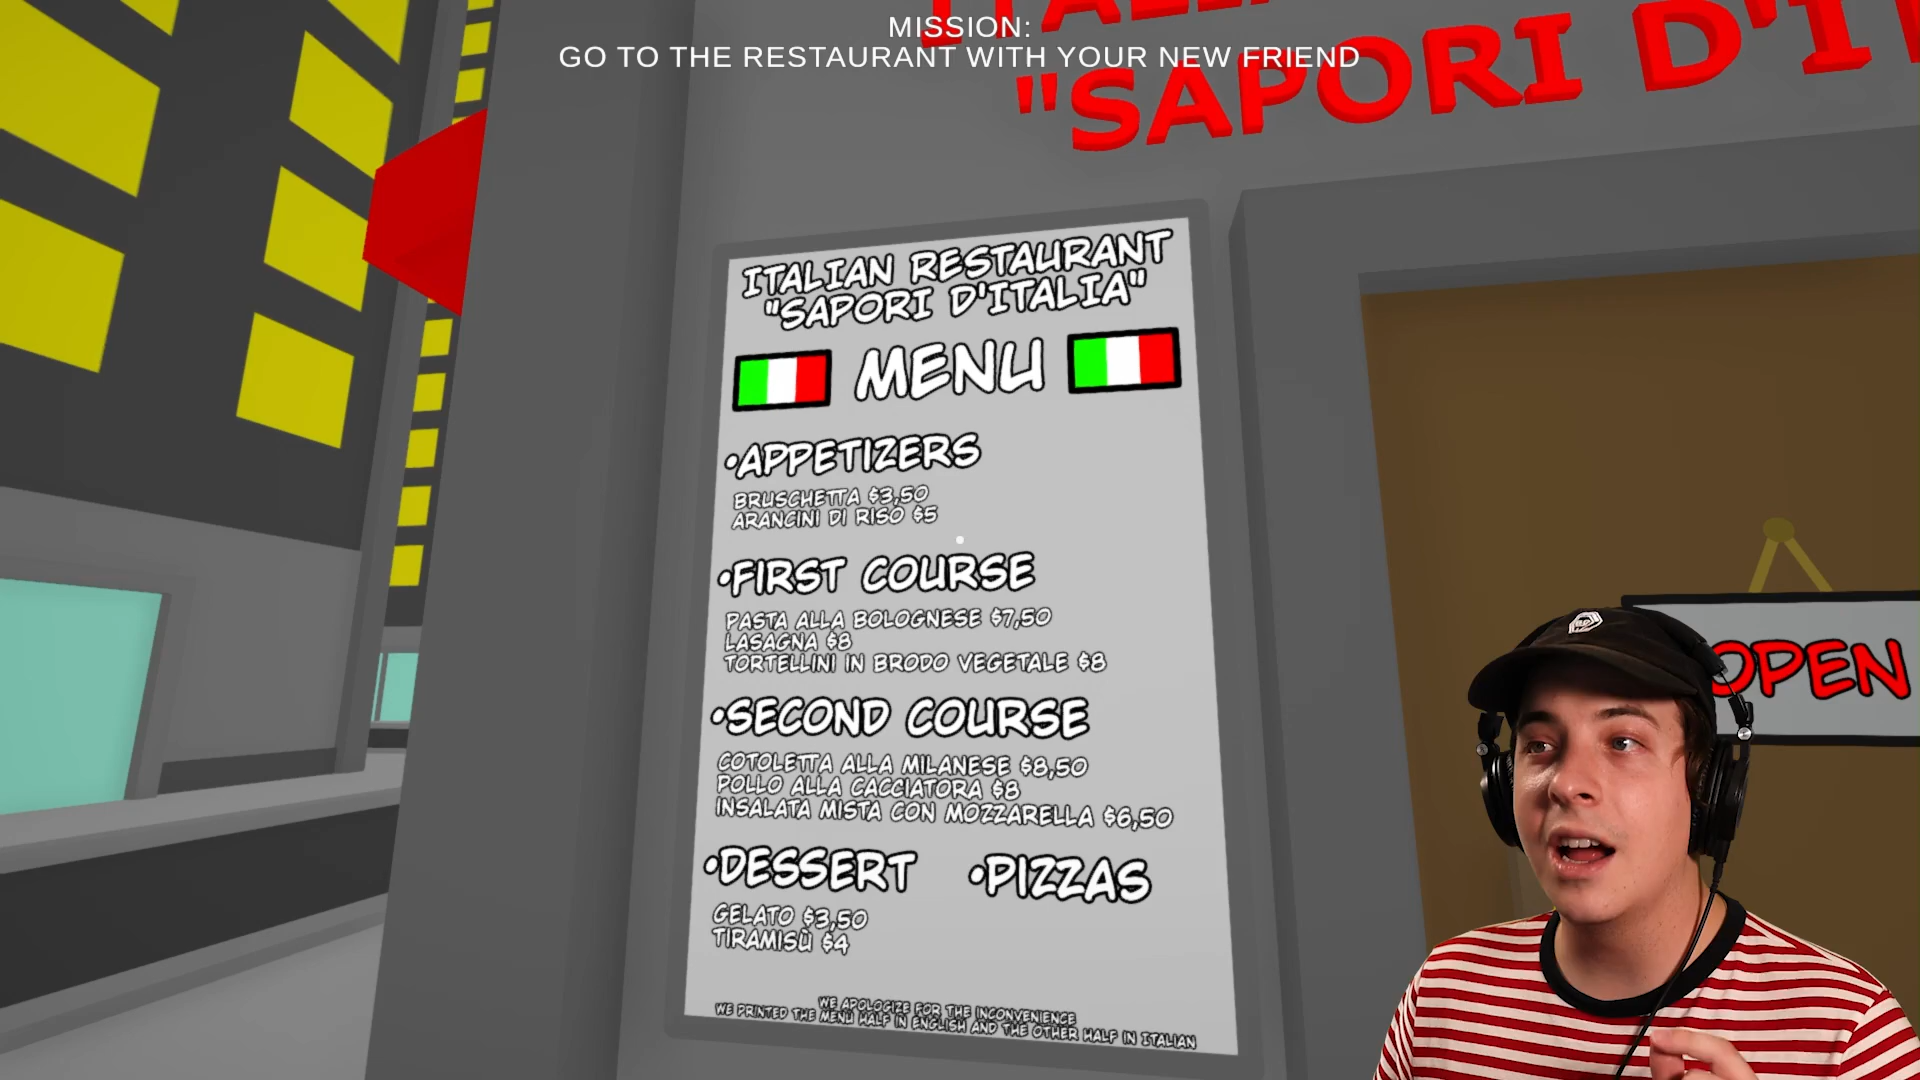 MISSION:
GO TO THE RESTAURANT WITH YOUR NEW FRIEND
"SAPORI D'IT
ITALIAN RESTAURANT
"SAPORI D'ITALIA"
MENU
•APPETIZERS
BRUSCHETTA $3,50
ARANCINI DI RISO $5
•FIRST COURSE
PASTA ALLA BOLOGNESE $7,50
LASAGNA $8
TORTELLINI IN BRODO VEGETALE $8
•SECOND COURSE
COTOLETTA ALLA MILANESE $8,50
POLLO ALLA CACCIATORA $8
INSALATA MISTA CON MOZZARELLA $6,50
•DESSERT •PIZZAS
GELATO $3,50
TIRAMISÙ $4
WE APOLOGIZE FOR THE INCONVENIENCE
WE PRINTED THE MENU HALF IN ENGLISH AND THE OTHER HALF IN ITALIAN
OPEN